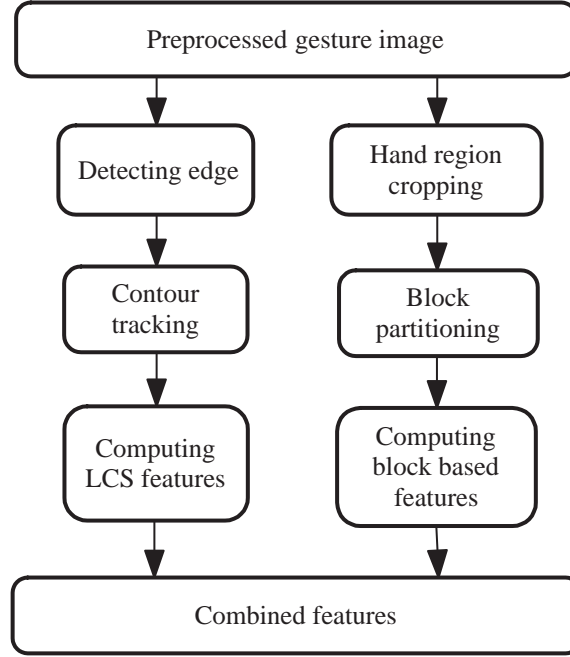 Preprocessed gesture image
Detecting edge
Hand region
cropping
Contour
tracking
Block
partitioning
Computing
LCS features
Computing
block based
features
Combined features